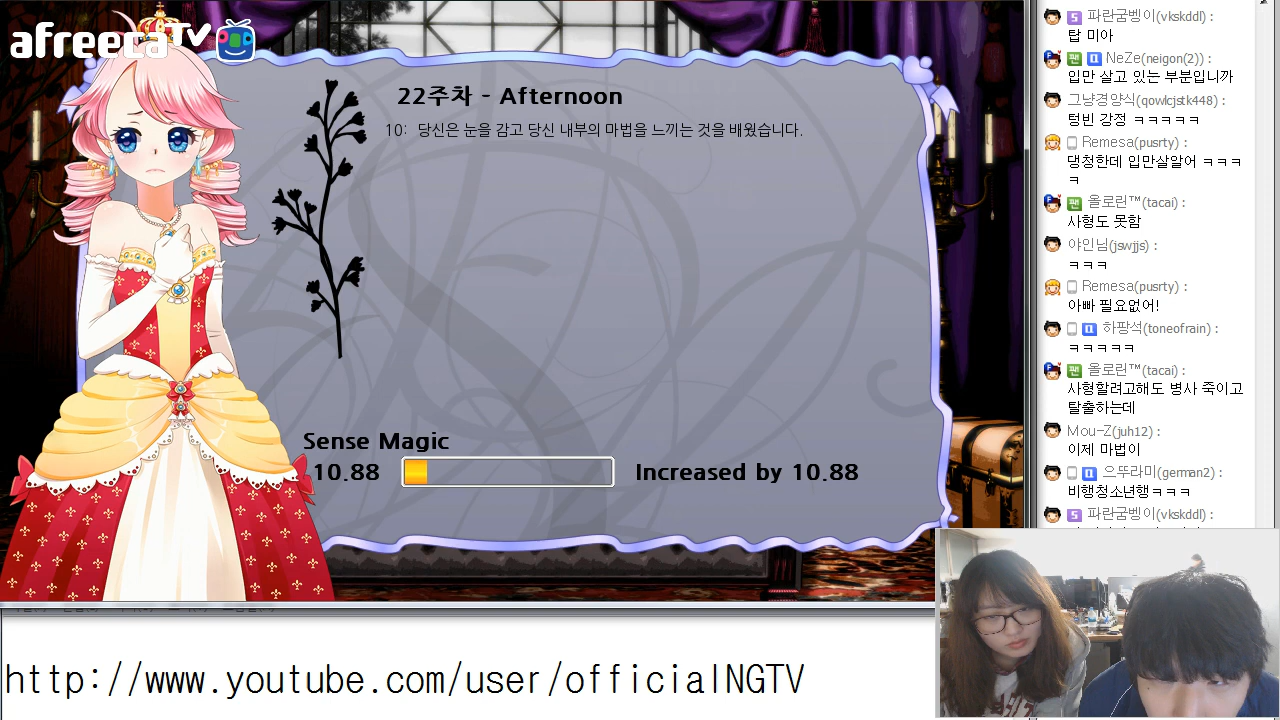 afreecaTV
22주차 - Afternoon
10: 당신은 눈을 감고 당신 내부의 마법을 느끼는 것을 배웠습니다.
Sense Magic
10.88
Increased by 10.88
http://www.youtube.com/user/officialNGTV
S 파란굼벵이(vkskddl) :
탑 미아
팬 NeZe(neigon(2)) :
입만 살고 있는 부분입니까
그냥경양식(qowlcjstk448) :
텅빈 강정 ㅋㅋㅋㅋㅋ
Remesa(pusrty) :
댕청한데 입만살알어 ㅋㅋㅋ
ㅋ
팬 올로린™(tacai) :
사형도 못함
야인님(jswjjs) :
ㅋㅋㅋ
Remesa(pusrty) :
아빠 필요없어!
하팡석(toneofrain) :
ㅋㅋㅋㅋㅋ
팬 올로린™(tacai) :
사형할려고해도 병사 죽이고
탈출하는데
Mou-Z(juh12) :
이제 마법이
으뚜라미(german2) :
비행청소년행ㅋㅋㅋ
S 파란굼벵이(vkskddl) :